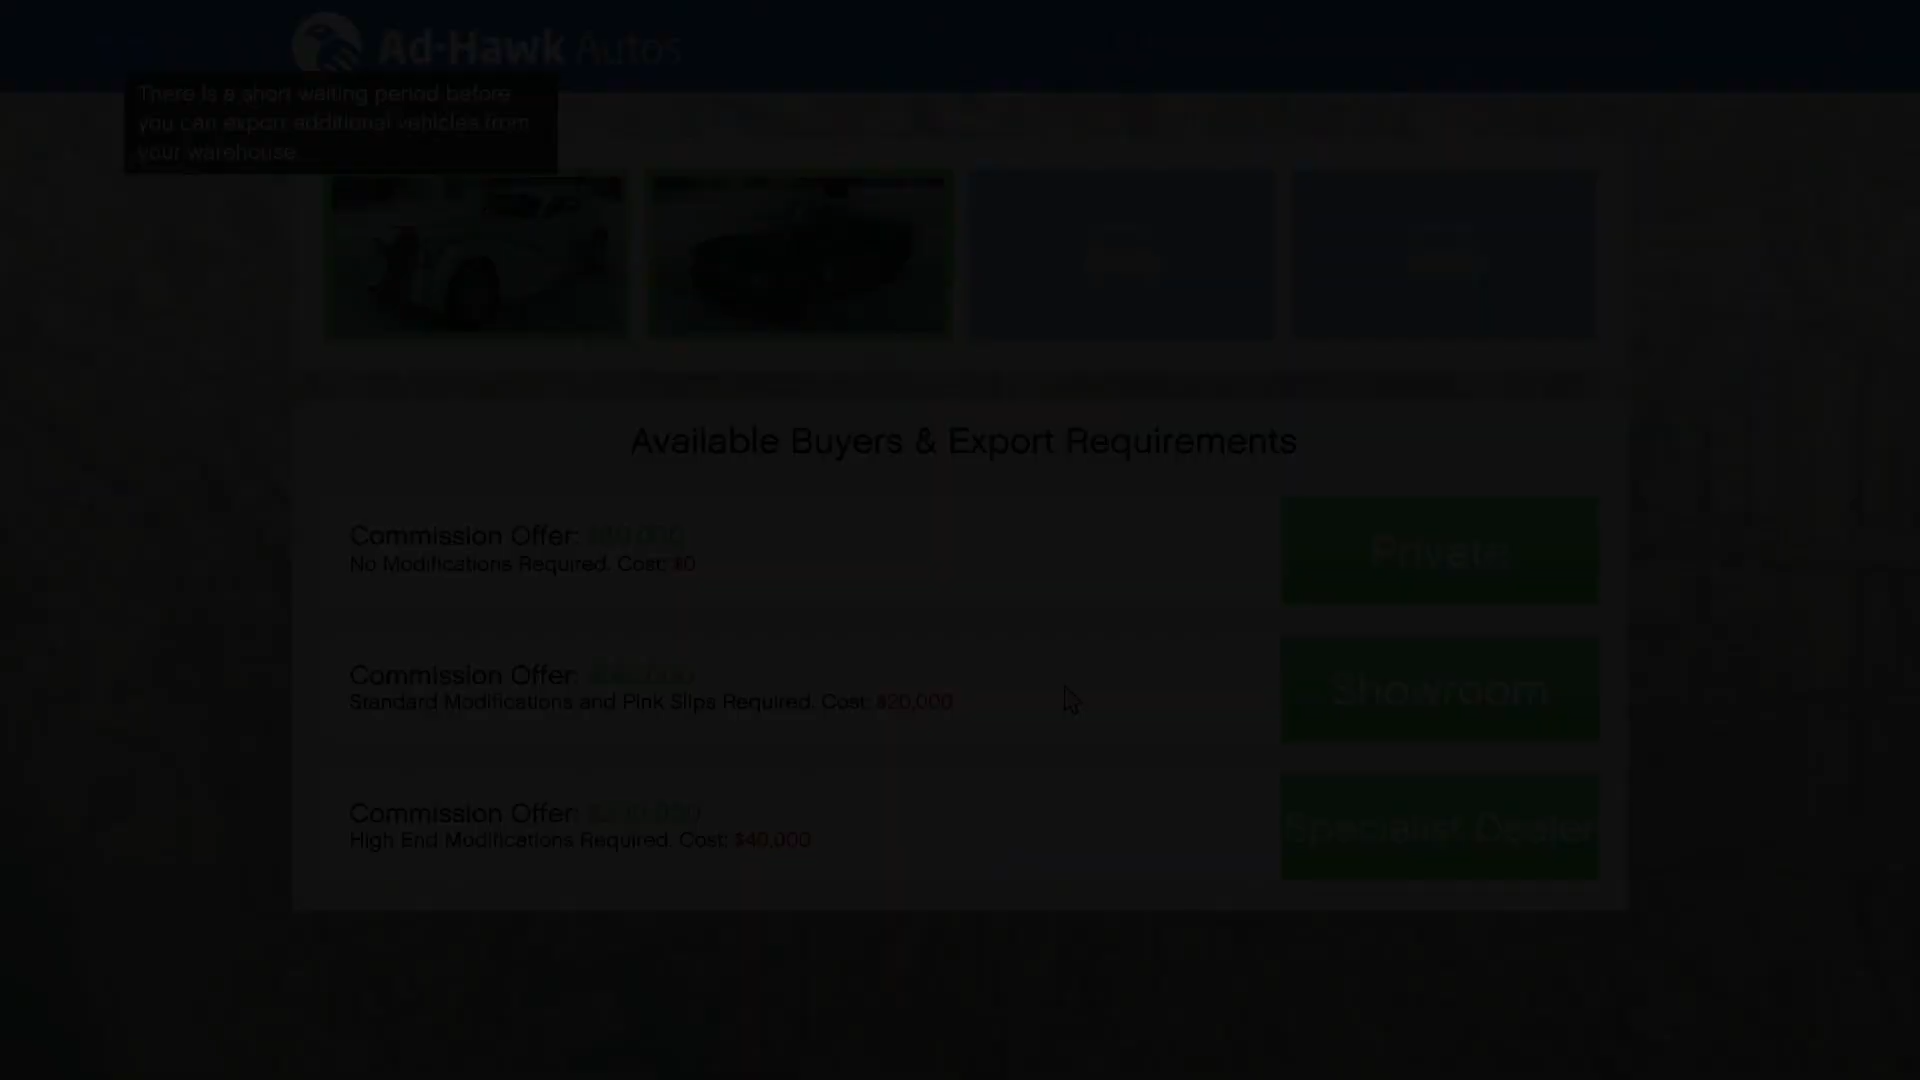 Ad-Hawk Autos
There is a short waiting period before
you can export additional vehicles from
your warehouse.
Available Buyers & Export Requirements
Commission Offer:
No Modifications Required. Cost: $0
Private
Commission Offer:
Standard Modifications and Pink Slips Required. Cost: $20,000
Showroom
Commission Offer:
High End Modifications Required. Cost: $40,000
Specialist Dealer